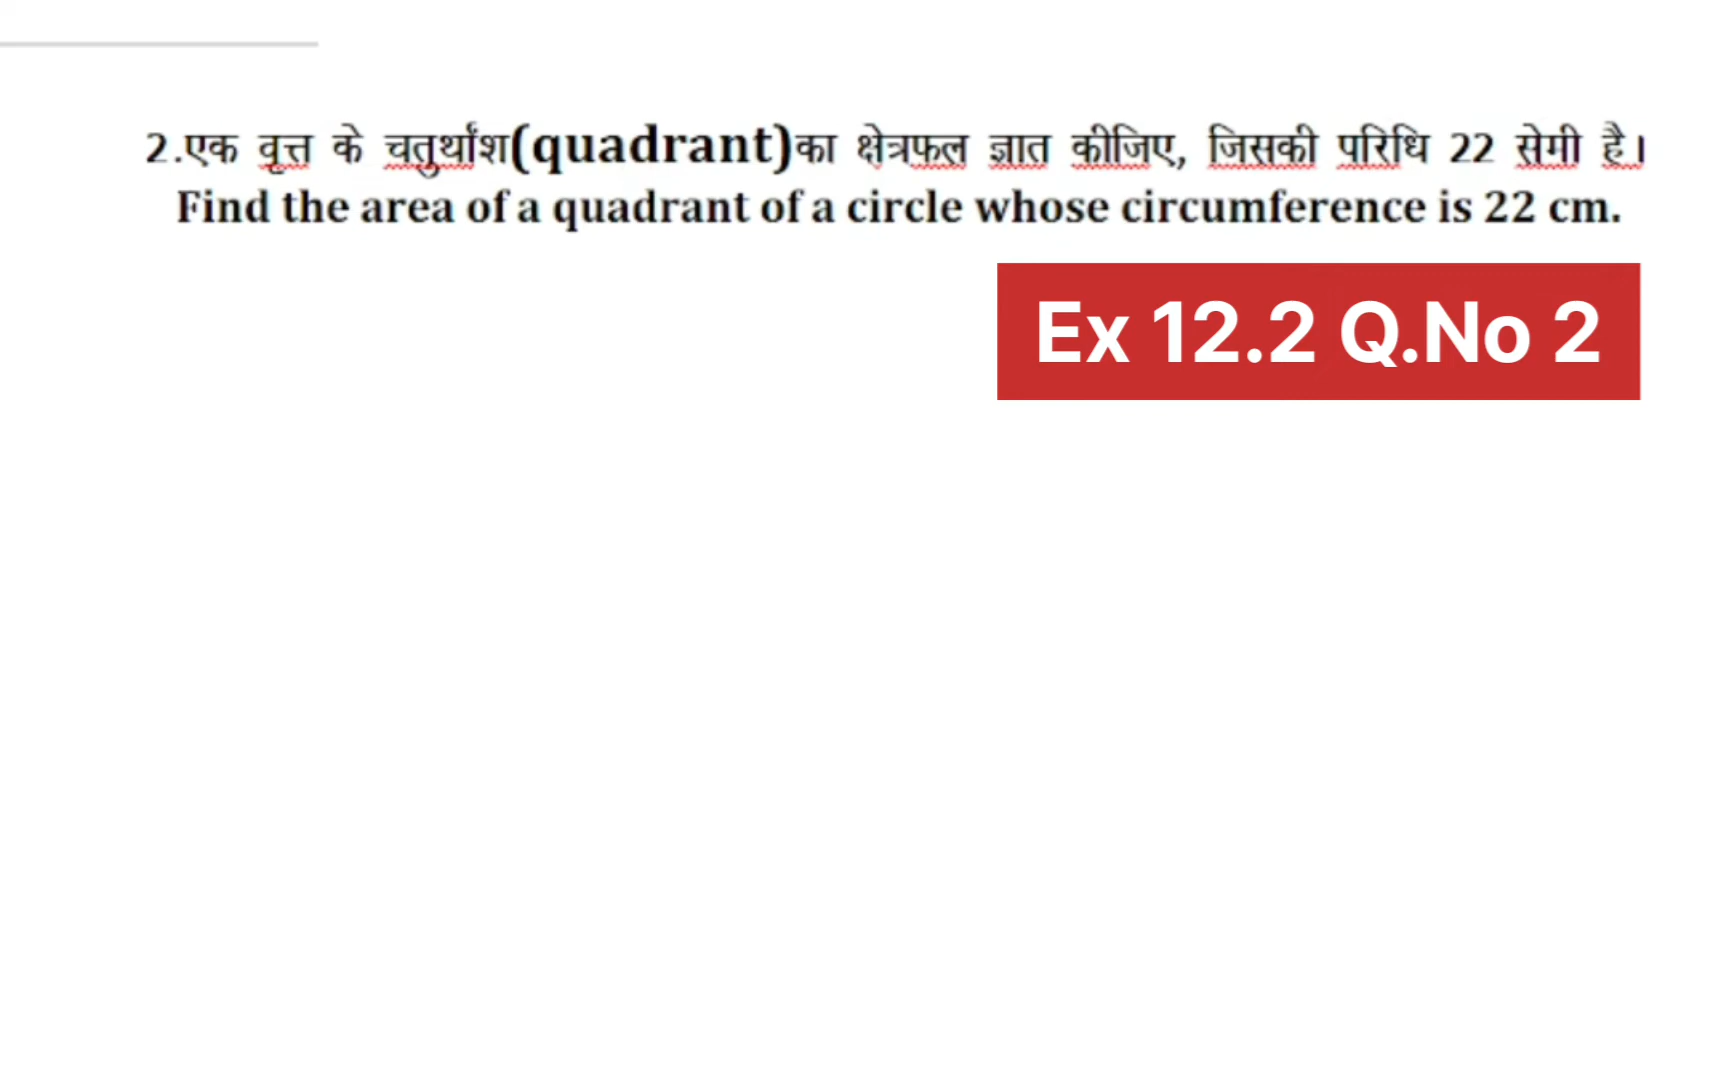 2.एक वृत्त के चतुर्थांश(quadrant)का क्षेत्रफल ज्ञात कीजिए, जिसकी परिधि 22 सेमी है।
Find the area of a quadrant of a circle whose circumference is 22 cm.
Ex 12.2 Q.No 2